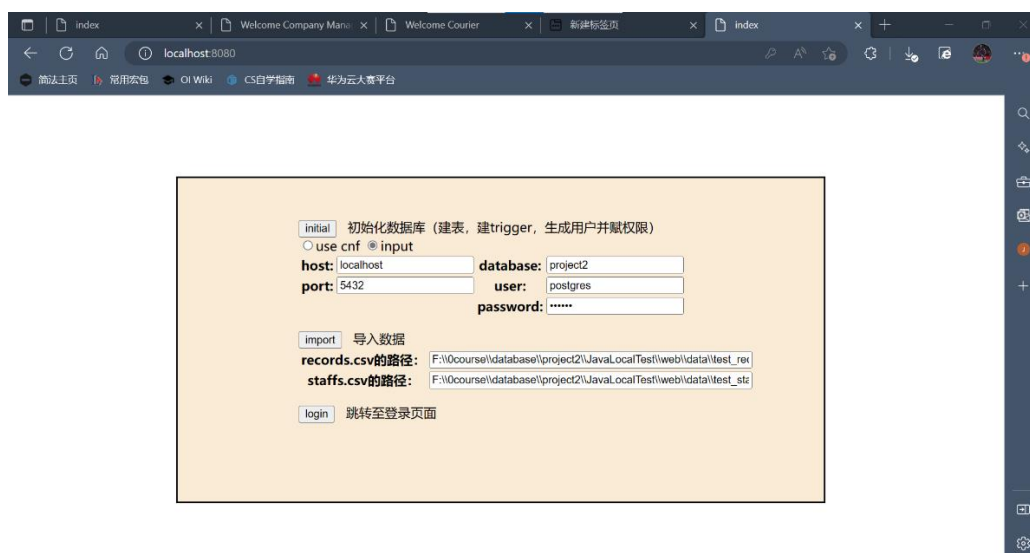 index
Welcome Company Mana
Welcome Courier
新建标签页
index
localhost:8080
简法主页
常用宏包
OI Wiki
CS自学指南
华为云大赛平台
initial 初始化数据库（建表，建trigger，生成用户并赋权限）
use cnf input
host: localhost database: project2
port: 5432 user: postgres
password: ••••••
import 导入数据
records.csv的路径： F:\\0course\\database\\project2\\JavaLocalTest\\web\\data\\test_rec
staffs.csv的路径： F:\\0course\\database\\project2\\JavaLocalTest\\web\\data\\test_sta
login 跳转至登录页面